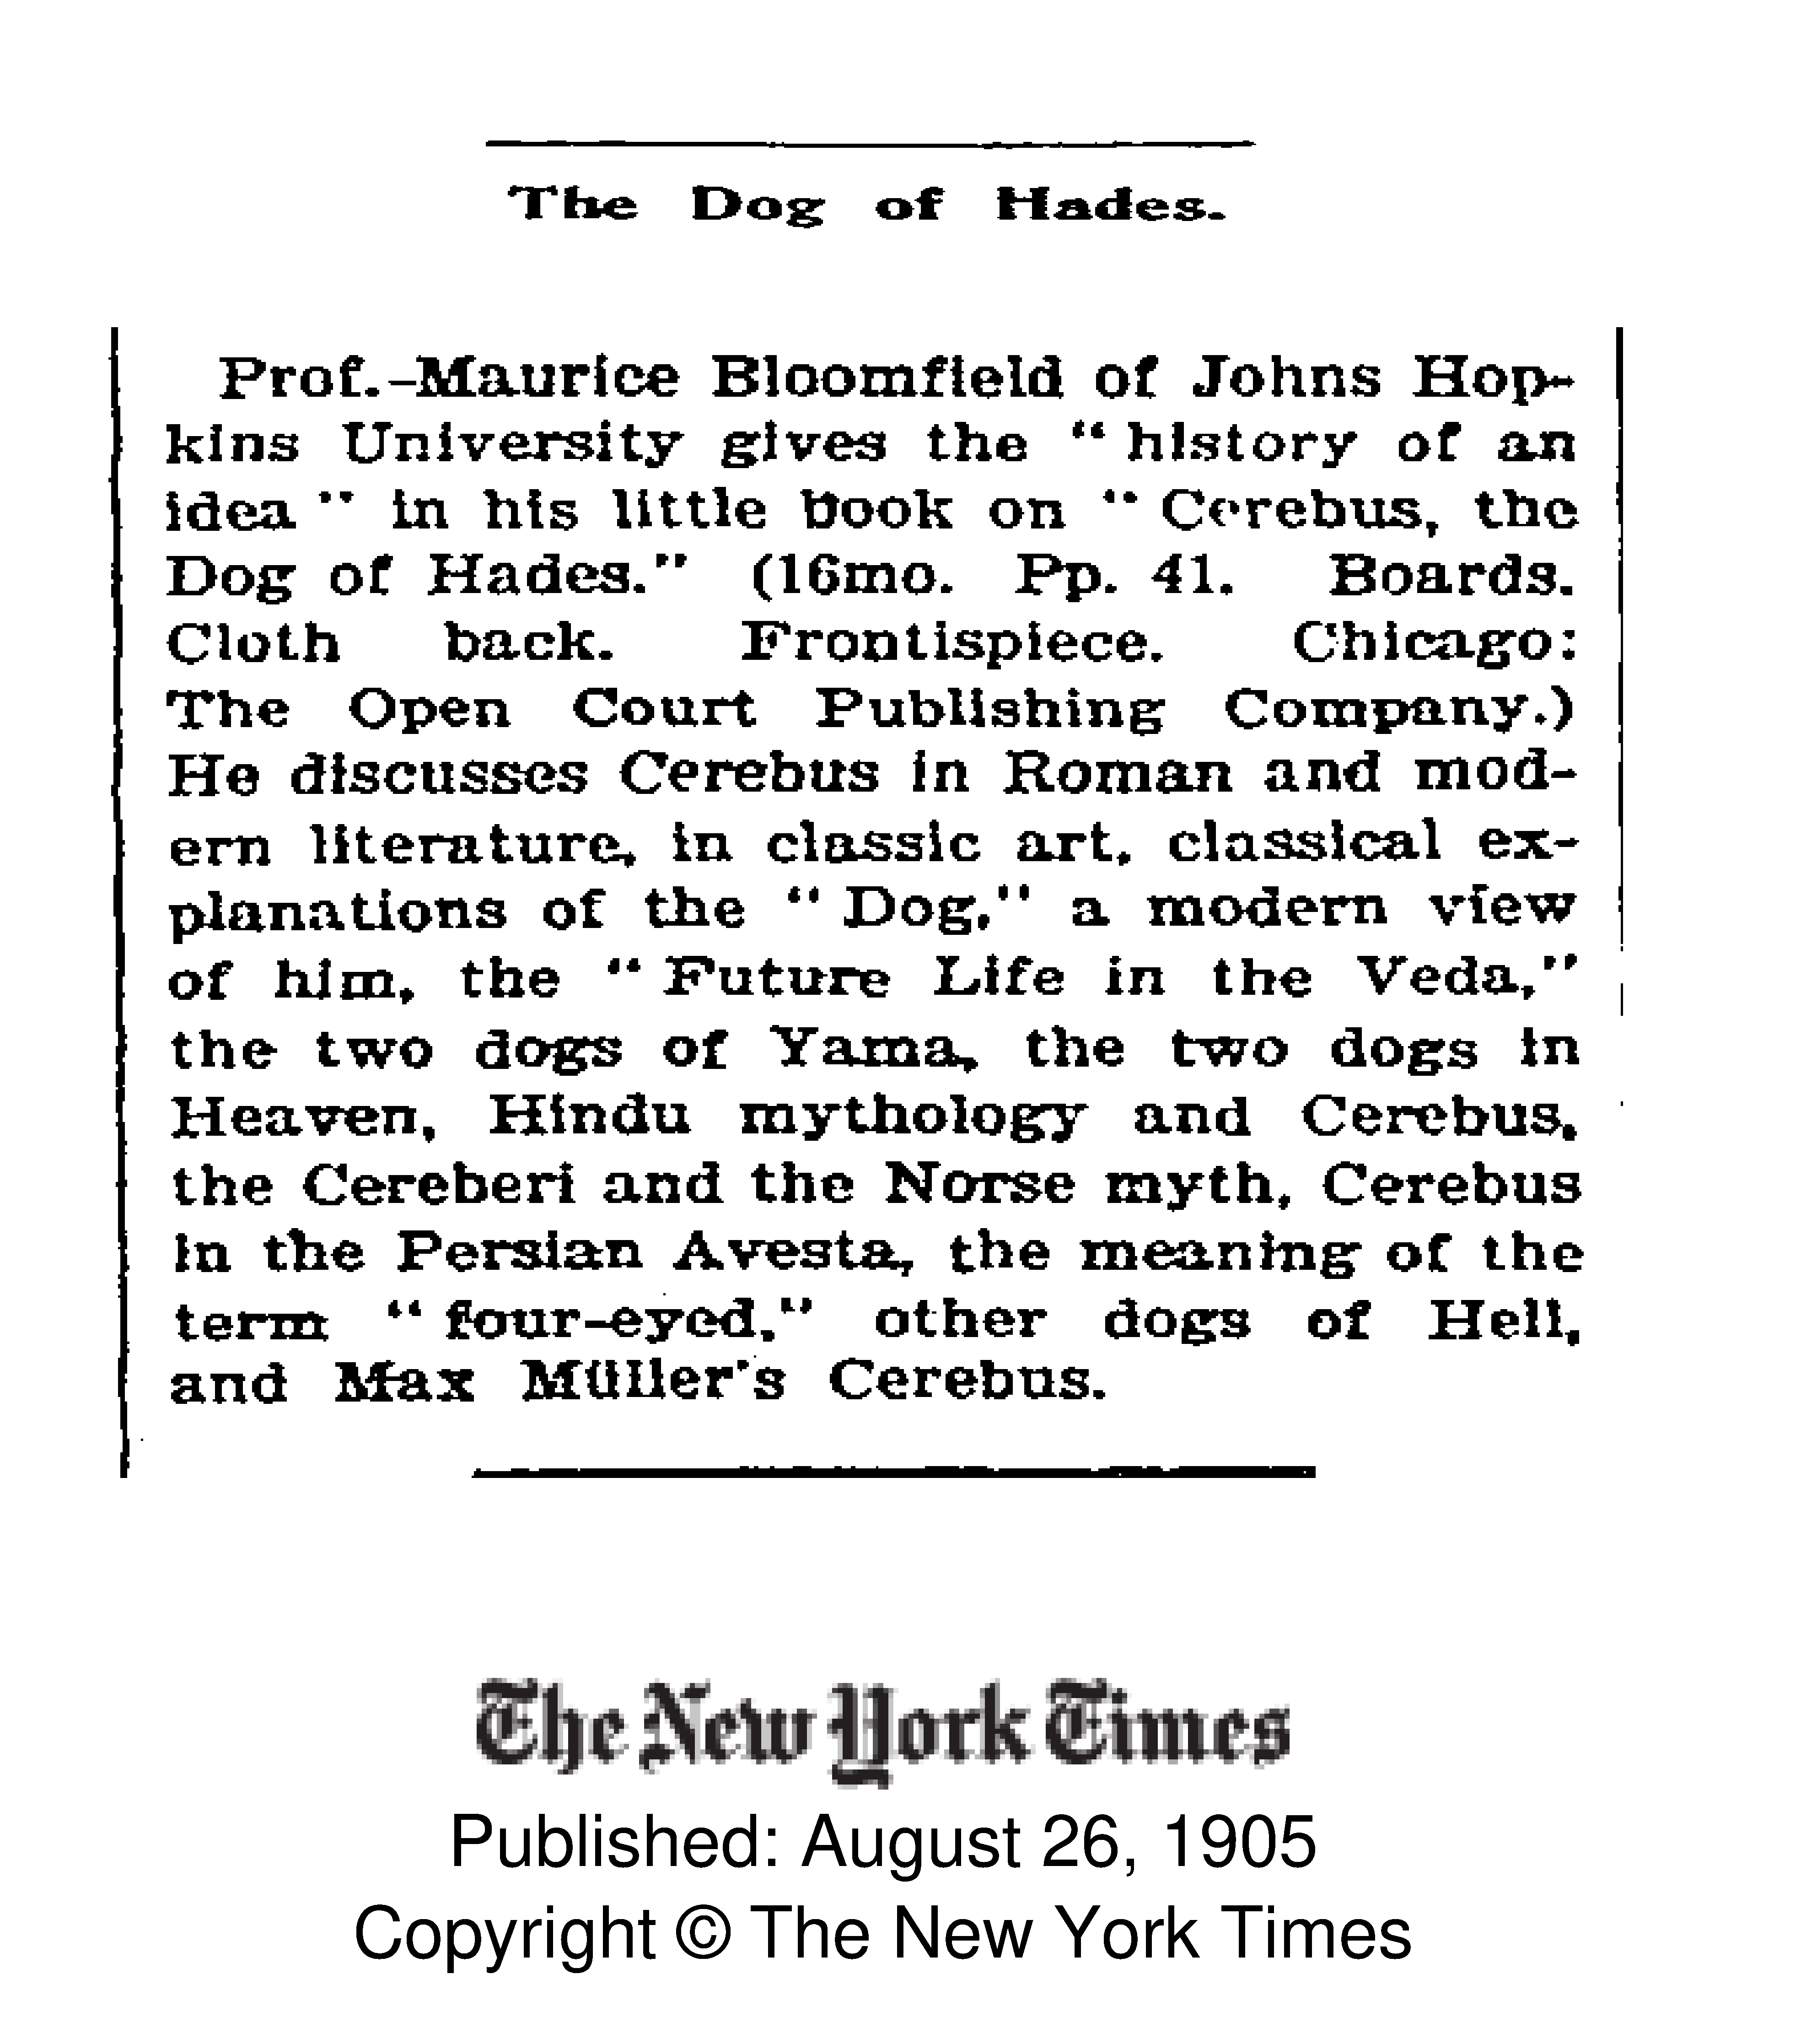 The Dog of Hades.
Prof.-Maurice Bloomfield of Johns Hop-
kins University gives the "history of an
idea" in his little book on "Cerebus, the
Dog of Hades." (16mo. Pp. 41. Boards.
Cloth back. Frontispiece. Chicago:
The Open Court Publishing Company.)
He discusses Cerebus in Roman and mod-
ern literature, in classic art, classical ex-
planations of the "Dog," a modern view
of him, the "Future Life in the Veda,"
the two dogs of Yama, the two dogs in
Heaven, Hindu mythology and Cerebus,
the Cereberi and the Norse myth, Cerebus
in the Persian Avesta, the meaning of the
term "four-eyed," other dogs of Hell,
and Max Müller's Cerebus.
The New York Times
Published: August 26, 1905
Copyright © The New York Times